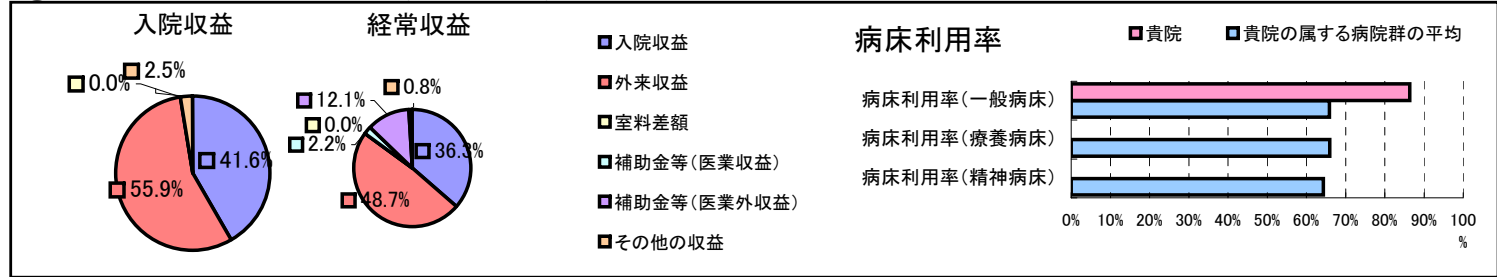 入院収益
2.5%
0.0%
41.6%
55.9%
経常収益
0.8%
12.1%
0.0%
2.2%
36.3%
48.7%
入院収益
外来収益
室料差額
補助金等(医業収益)
補助金等(医業外収益)
その他の収益
病床利用率
貴院
貴院の属する病院群の平均
病床利用率(一般病床)
病床利用率(療養病床)
病床利用率(精神病床)
0% 10% 20% 30% 40% 50% 60% 70% 80% 90% 100
%